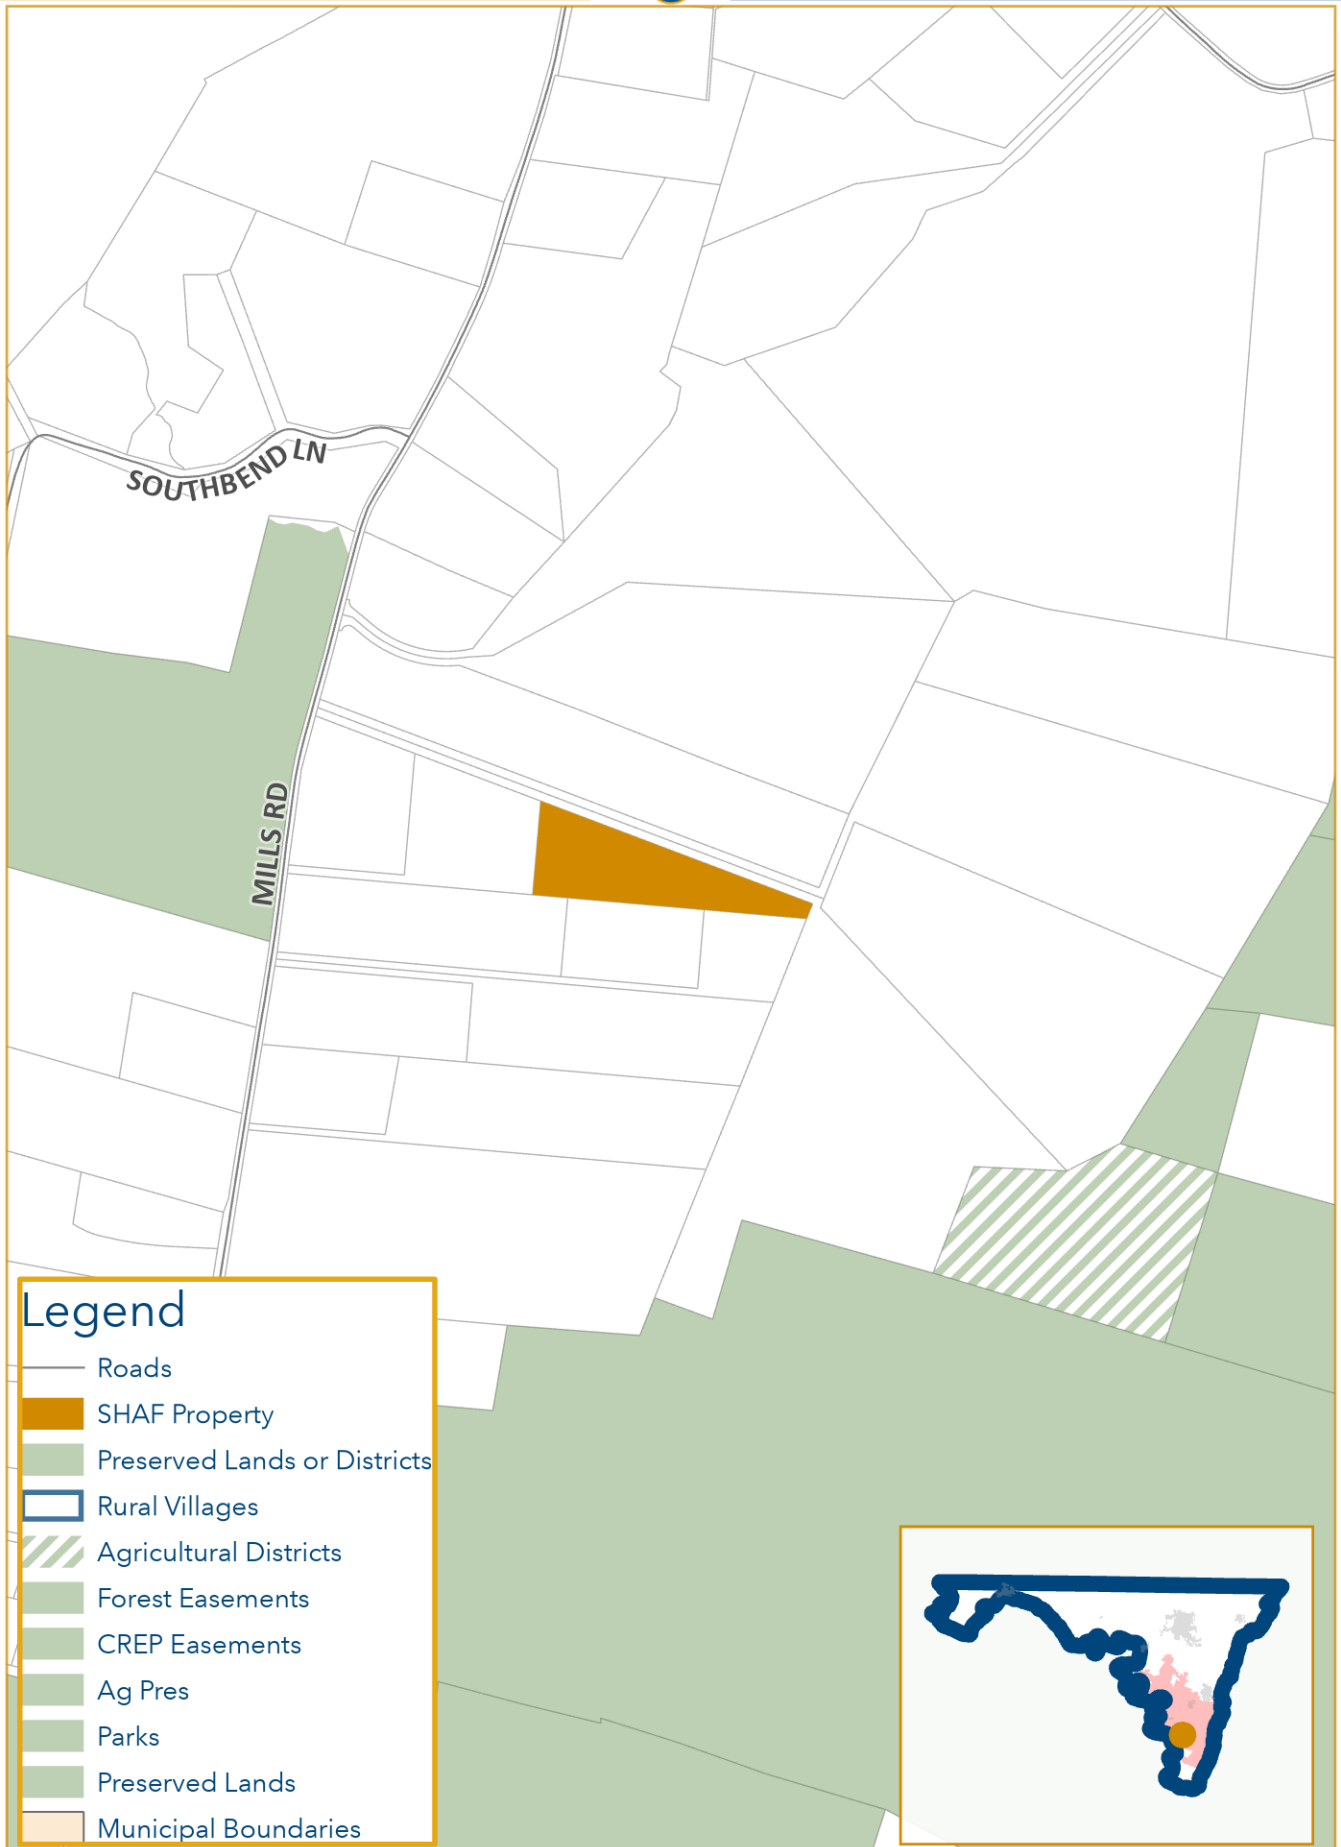 SOUTHBEND LN
MILLS RD
Legend
Roads
SHAF Property
Preserved Lands or Districts
Rural Villages
Agricultural Districts
Forest Easements
CREP Easements
Ag Pres
Parks
Preserved Lands
Municipal Boundaries